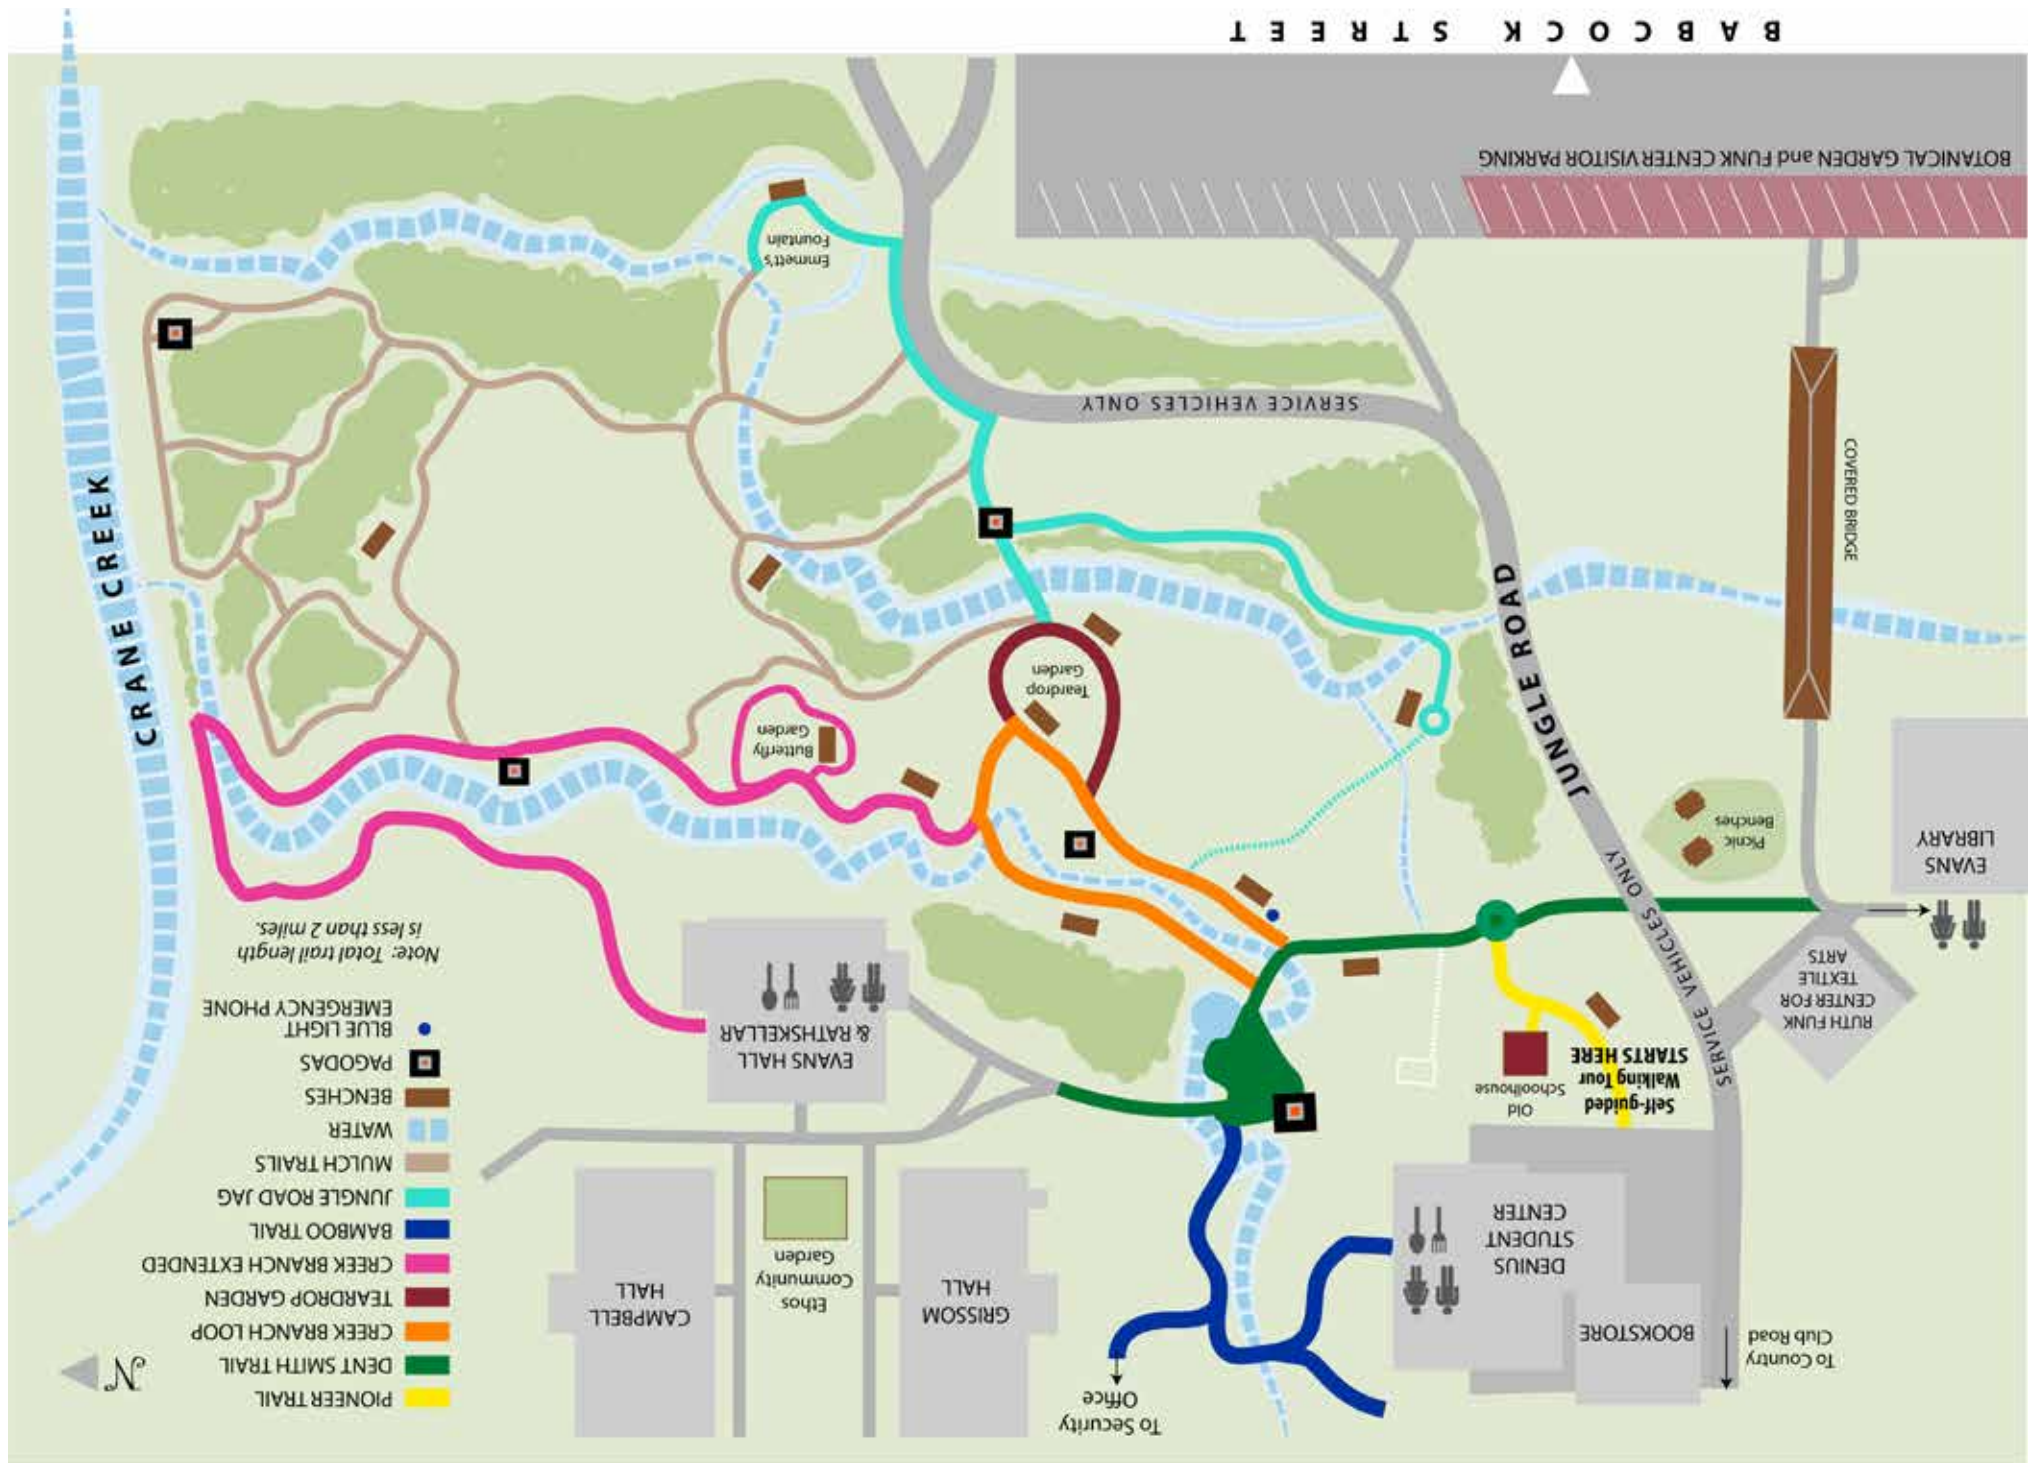 PIONEER TRAIL
DENT SMITH TRAIL
CREEK BRANCH LOOP
TEARDROP GARDEN
CREEK BRANCH EXTENDED
BAMBOO TRAIL
JUNGLE ROAD JAG
MULCH TRAILS
WATER
BENCHES
PAGODAS
BLUE LIGHT
EMERGENCY PHONE
Note: Total trail length
is less than 2 miles.
N
To Country
Club Road
BOOKSTORE
DENIUS
STUDENT
CENTER
To Security
Office
GRISSOM
HALL
Ethos
Community
Garden
CAMPBELL
HALL
Self-guided
Walking Tour
STARTS HERE
Old
Schoolhouse
EVANS HALL
& RATHSKELLAR
RUTH FUNK
CENTER FOR
TEXTILE
ARTS
EVANS
LIBRARY
Picnic
Benches
SERVICE VEHICLES ONLY
JUNGLE ROAD
COVERED BRIDGE
Butterfly
Garden
Teardrop
Garden
CRANE CREEK
SERVICE VEHICLES ONLY
Emmett's
Fountain
BOTANICAL GARDEN and FUNK CENTER VISITOR PARKING
BABCOCK STREET